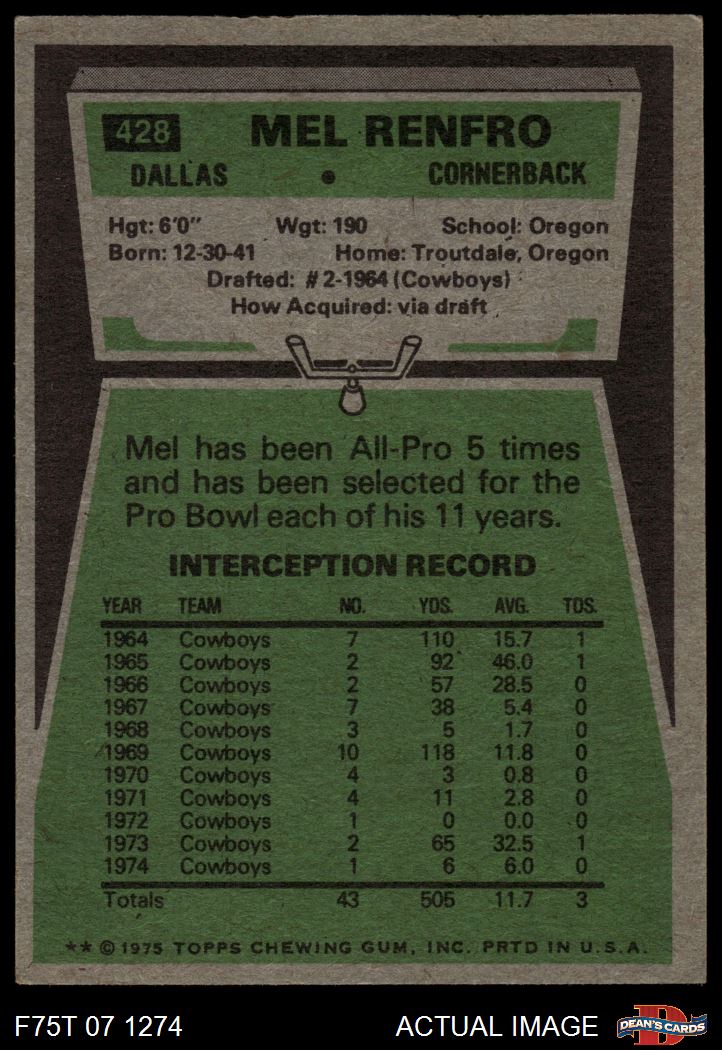 428 MEL RENFRO
DALLAS • CORNERBACK
Hgt: 6'0" Wgt: 190 School: Oregon
Born: 12-30-41 Home: Troutdale, Oregon
Drafted: #2-1964 (Cowboys)
How Acquired: via draft
Mel has been All-Pro 5 times
and has been selected for the
Pro Bowl each of his 11 years.
INTERCEPTION RECORD
YEAR TEAM NO. YDS. AVG. TDS.
1964 Cowboys 7 110 15.7 1
1965 Cowboys 2 92 46.0 1
1966 Cowboys 2 57 28.5 0
1967 Cowboys 7 38 5.4 0
1968 Cowboys 3 5 1.7 0
1969 Cowboys 10 118 11.8 0
1970 Cowboys 4 3 0.8 0
1971 Cowboys 4 11 2.8 0
1972 Cowboys 1 0 0.0 0
1973 Cowboys 2 65 32.5 1
1974 Cowboys 1 6 6.0 0
Totals 43 505 11.7 3
** © 1975 TOPPS CHEWING GUM, INC. PRTD IN U.S.A.
F75T 07 1274 ACTUAL IMAGE D DEAN'S CARDS